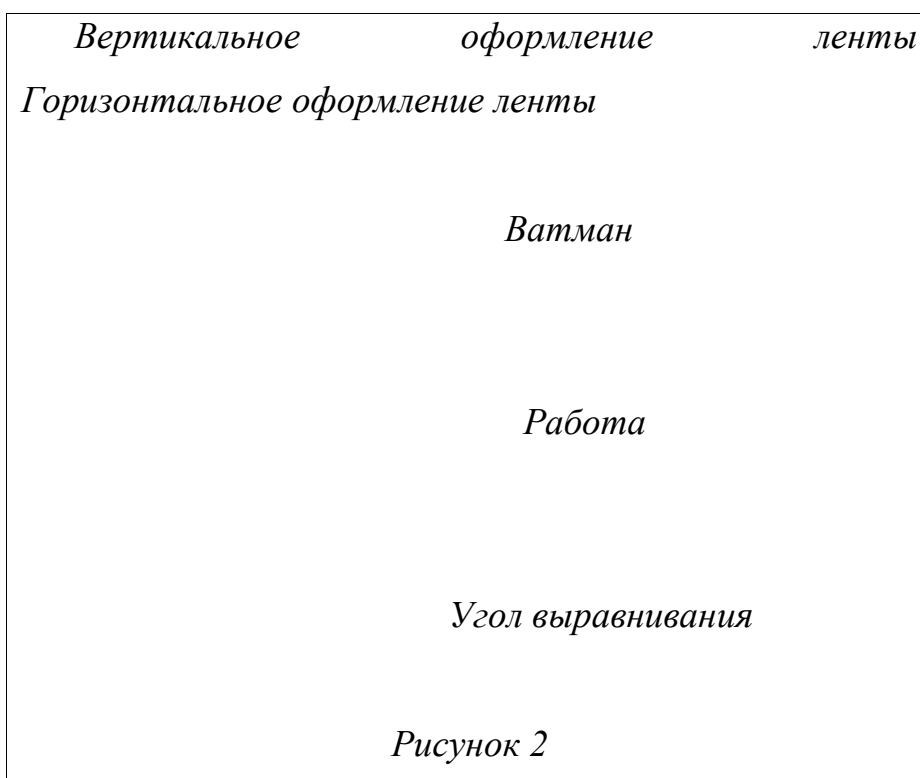 Вертикальное оформление ленты
Горизонтальное оформление ленты
Ватман
Работа
Угол выравнивания
Рисунок 2